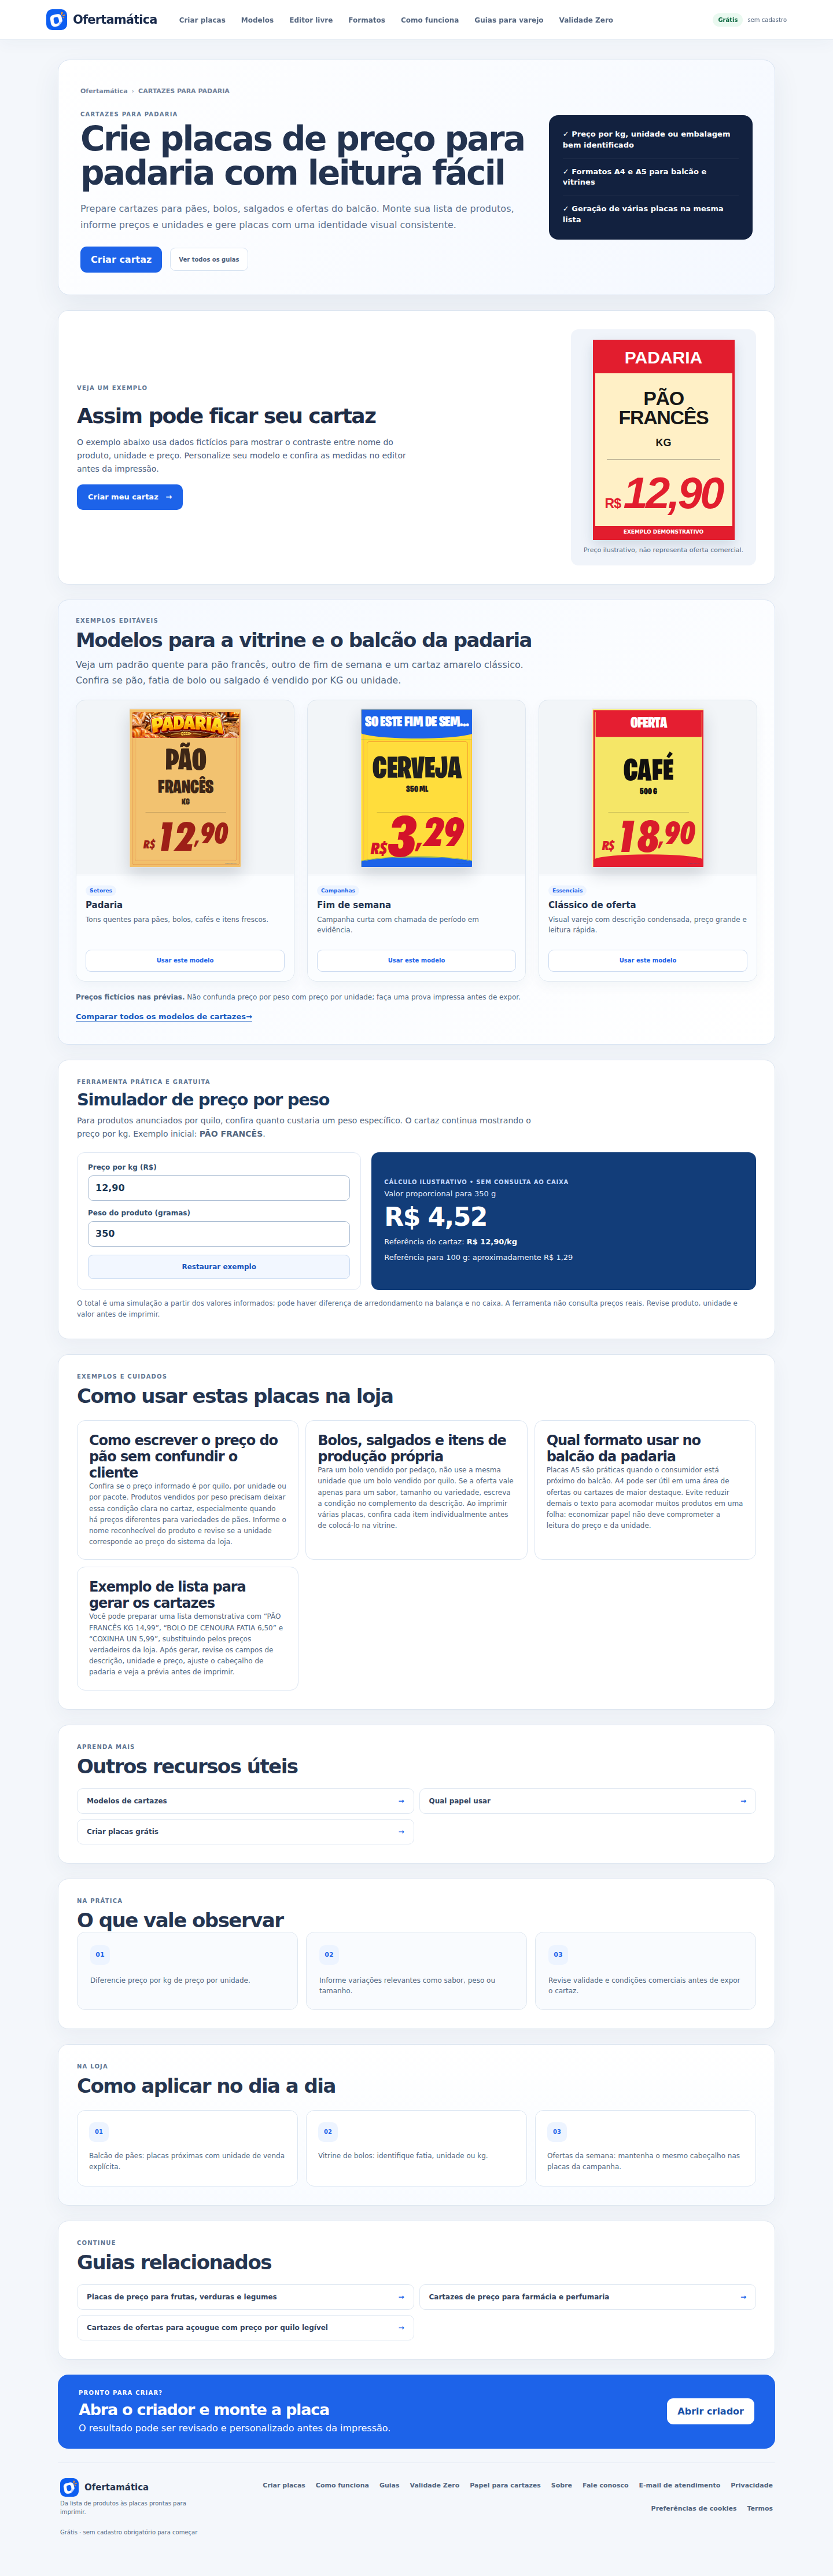 Ofertamática
Criar placas
Modelos
Editor livre
Formatos
Como funciona
Guias para varejo
Validade Zero
Grátis
sem cadastro
Ofertamática › CARTAZES PARA PADARIA
CARTAZES PARA PADARIA
Crie placas de preço para
padaria com leitura fácil
Prepare cartazes para pães, bolos, salgados e ofertas do balcão. Monte sua lista de produtos,
informe preços e unidades e gere placas com uma identidade visual consistente.
Criar cartaz
Ver todos os guias
✓ Preço por kg, unidade ou embalagem
bem identificado
✓ Formatos A4 e A5 para balcão e
vitrines
✓ Geração de várias placas na mesma
lista
VEJA UM EXEMPLO
Assim pode ficar seu cartaz
O exemplo abaixo usa dados fictícios para mostrar o contraste entre nome do
produto, unidade e preço. Personalize seu modelo e confira as medidas no editor
antes da impressão.
Criar meu cartaz →
PADARIA
PÃO
FRANCÊS
KG
R$ 12,90
EXEMPLO DEMONSTRATIVO
Preço ilustrativo, não representa oferta comercial.
EXEMPLOS EDITÁVEIS
Modelos para a vitrine e o balcão da padaria
Veja um padrão quente para pão francês, outro de fim de semana e um cartaz amarelo clássico.
Confira se pão, fatia de bolo ou salgado é vendido por KG ou unidade.
PADARIA
PÃO
FRANCÊS
KG
R$ 12,90
Setores
Padaria
Tons quentes para pães, bolos, cafés e itens frescos.
Usar este modelo
SO ESTE FIM DE SEM...
CERVEJA
350 ML
R$ 3,29
Campanhas
Fim de semana
Campanha curta com chamada de período em
evidência.
Usar este modelo
OFERTA
CAFÉ
500 G
R$ 18,90
Essenciais
Clássico de oferta
Visual varejo com descrição condensada, preço grande e
leitura rápida.
Usar este modelo
Preços fictícios nas prévias. Não confunda preço por peso com preço por unidade; faça uma prova impressa antes de expor.
Comparar todos os modelos de cartazes→
FERRAMENTA PRÁTICA E GRATUITA
Simulador de preço por peso
Para produtos anunciados por quilo, confira quanto custaria um peso específico. O cartaz continua mostrando o
preço por kg. Exemplo inicial: PÃO FRANCÊS.
Preço por kg (R$)
12,90
Peso do produto (gramas)
350
Restaurar exemplo
CÁLCULO ILUSTRATIVO • SEM CONSULTA AO CAIXA
Valor proporcional para 350 g
R$ 4,52
Referência do cartaz: R$ 12,90/kg
Referência para 100 g: aproximadamente R$ 1,29
O total é uma simulação a partir dos valores informados; pode haver diferença de arredondamento na balança e no caixa. A ferramenta não consulta preços reais. Revise produto, unidade e
valor antes de imprimir.
EXEMPLOS E CUIDADOS
Como usar estas placas na loja
Como escrever o preço do
pão sem confundir o
cliente
Confira se o preço informado é por quilo, por unidade ou
por pacote. Produtos vendidos por peso precisam deixar
essa condição clara no cartaz, especialmente quando
há preços diferentes para variedades de pães. Informe o
nome reconhecível do produto e revise se a unidade
corresponde ao preço do sistema da loja.
Bolos, salgados e itens de
produção própria
Para um bolo vendido por pedaço, não use a mesma
unidade que um bolo vendido por quilo. Se a oferta vale
apenas para um sabor, tamanho ou variedade, escreva
a condição no complemento da descrição. Ao imprimir
várias placas, confira cada item individualmente antes
de colocá-lo na vitrine.
Qual formato usar no
balcão da padaria
Placas A5 são práticas quando o consumidor está
próximo do balcão. A4 pode ser útil em uma área de
ofertas ou cartazes de maior destaque. Evite reduzir
demais o texto para acomodar muitos produtos em uma
folha: economizar papel não deve comprometer a
leitura do preço e da unidade.
Exemplo de lista para
gerar os cartazes
Você pode preparar uma lista demonstrativa com “PÃO
FRANCÊS KG 14,99”, “BOLO DE CENOURA FATIA 6,50” e
“COXINHA UN 5,99”, substituindo pelos preços
verdadeiros da loja. Após gerar, revise os campos de
descrição, unidade e preço, ajuste o cabeçalho de
padaria e veja a prévia antes de imprimir.
APRENDA MAIS
Outros recursos úteis
Modelos de cartazes →
Qual papel usar →
Criar placas grátis →
NA PRÁTICA
O que vale observar
01
Diferencie preço por kg de preço por unidade.
02
Informe variações relevantes como sabor, peso ou
tamanho.
03
Revise validade e condições comerciais antes de expor
o cartaz.
NA LOJA
Como aplicar no dia a dia
01
Balcão de pães: placas próximas com unidade de venda
explícita.
02
Vitrine de bolos: identifique fatia, unidade ou kg.
03
Ofertas da semana: mantenha o mesmo cabeçalho nas
placas da campanha.
CONTINUE
Guias relacionados
Placas de preço para frutas, verduras e legumes →
Cartazes de preço para farmácia e perfumaria →
Cartazes de ofertas para açougue com preço por quilo legível →
PRONTO PARA CRIAR?
Abra o criador e monte a placa
O resultado pode ser revisado e personalizado antes da impressão.
Abrir criador
Ofertamática
Da lista de produtos às placas prontas para
imprimir.
Grátis · sem cadastro obrigatório para começar
Criar placas
Como funciona
Guias
Validade Zero
Papel para cartazes
Sobre
Fale conosco
E-mail de atendimento
Privacidade
Preferências de cookies
Termos